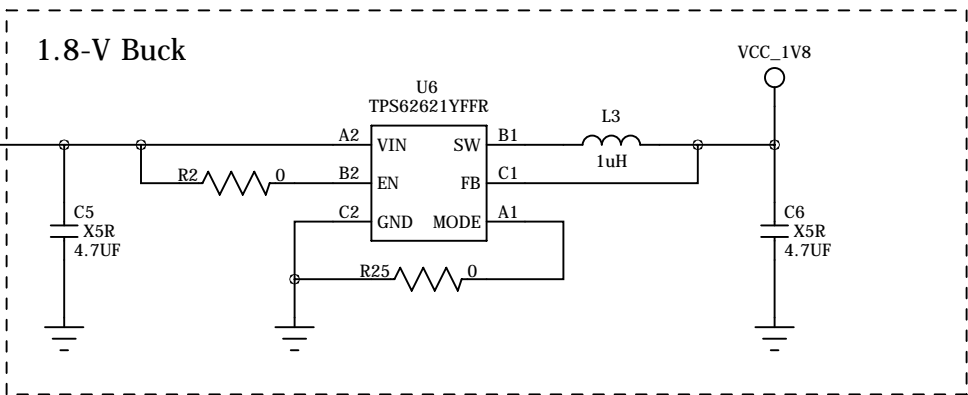 1.8-V Buck
VCC_1V8
U6
TPS62621YFFR
L3
1uH
A2
VIN
SW
B1
R2
0
B2
EN
FB
C1
C2
GND
MODE
A1
R25
0
C5
X5R
4.7UF
C6
X5R
4.7UF